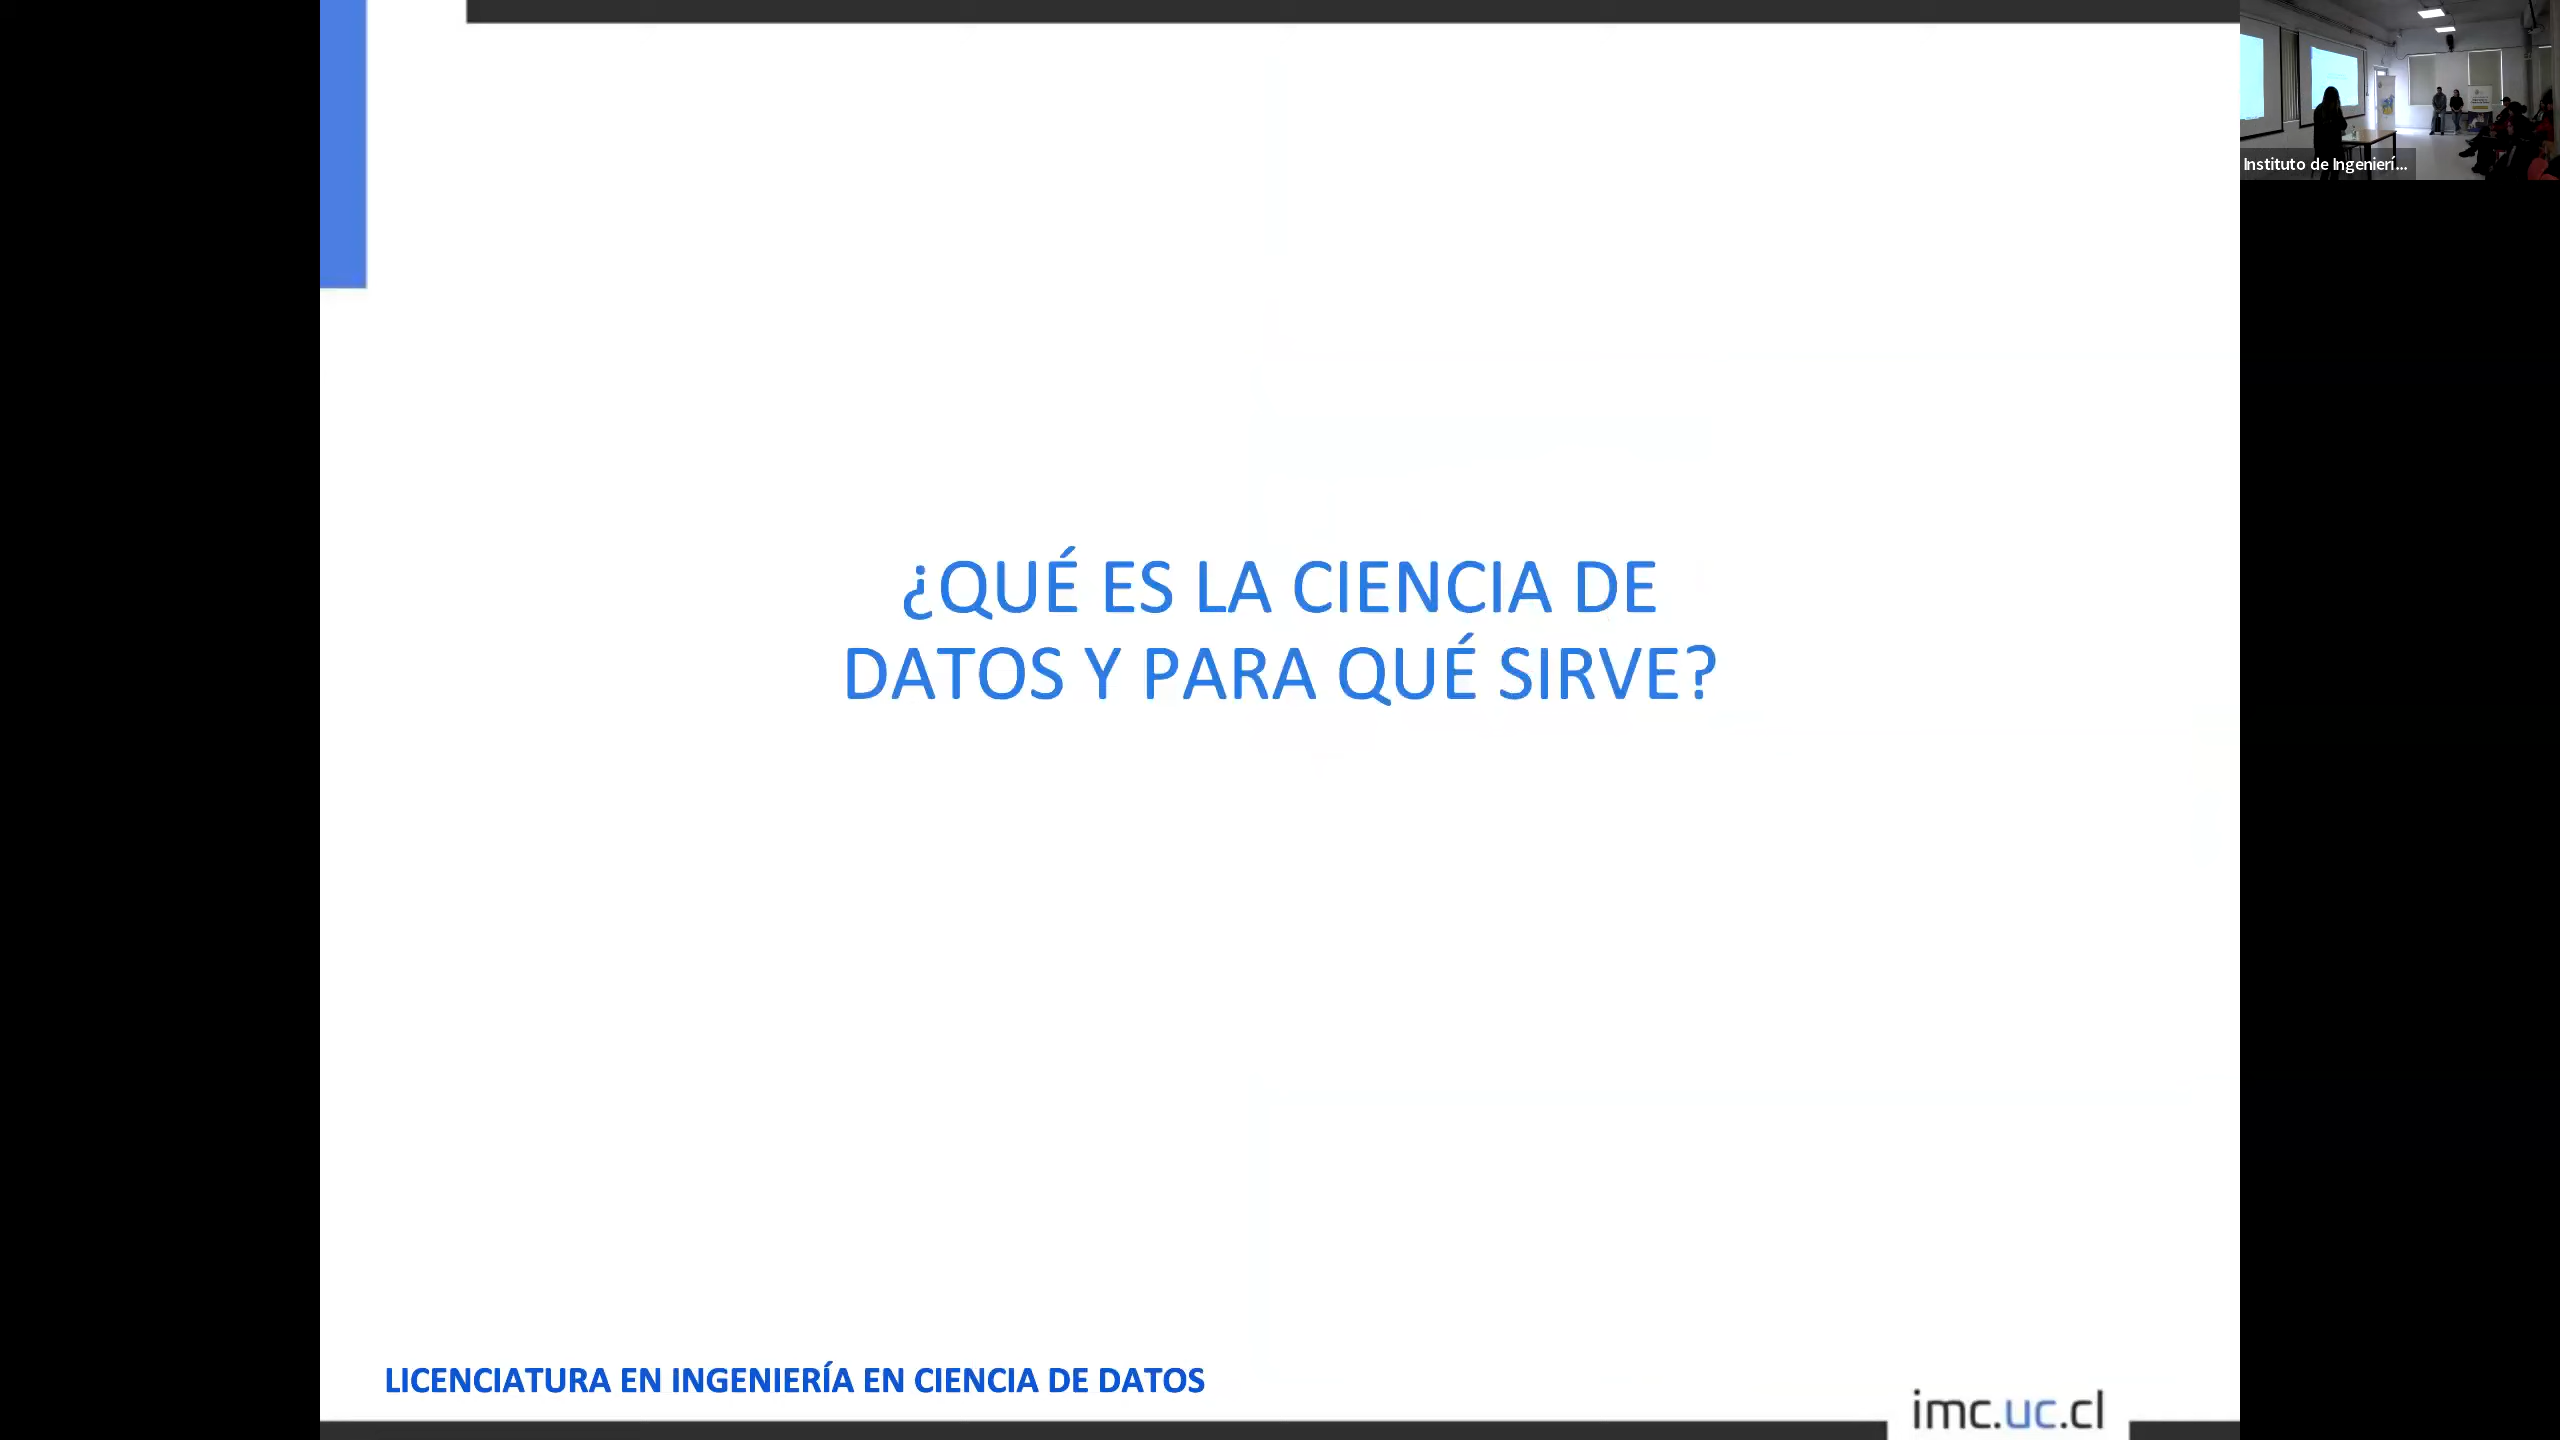 Instituto de Ingenierí...
¿QUÉ ES LA CIENCIA DE
DATOS Y PARA QUÉ SIRVE?
LICENCIATURA EN INGENIERÍA EN CIENCIA DE DATOS
imc.uc.cl